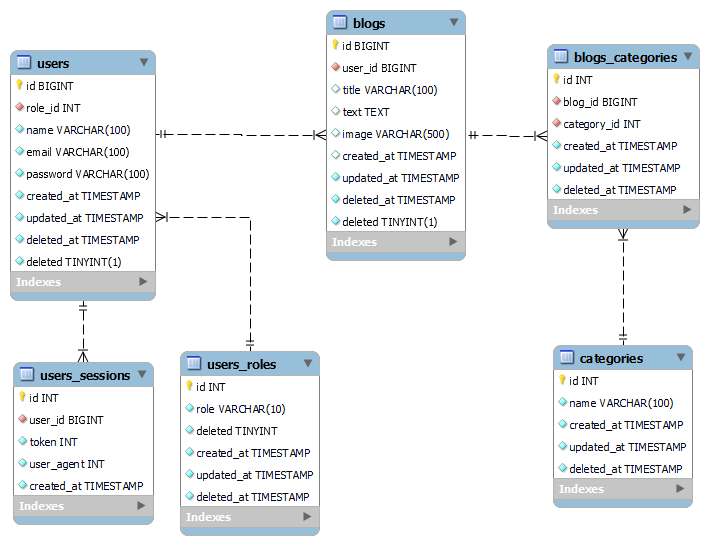 users
id BIGINT
role_id INT
name VARCHAR(100)
email VARCHAR(100)
password VARCHAR(100)
created_at TIMESTAMP
updated_at TIMESTAMP
deleted_at TIMESTAMP
deleted TINYINT(1)
Indexes
blogs
id BIGINT
user_id BIGINT
title VARCHAR(100)
text TEXT
image VARCHAR(500)
created_at TIMESTAMP
updated_at TIMESTAMP
deleted_at TIMESTAMP
deleted TINYINT(1)
Indexes
blogs_categories
id INT
blog_id BIGINT
category_id INT
created_at TIMESTAMP
updated_at TIMESTAMP
deleted_at TIMESTAMP
Indexes
users_sessions
id INT
user_id BIGINT
token INT
user_agent INT
created_at TIMESTAMP
Indexes
users_roles
id INT
role VARCHAR(10)
deleted TINYINT
created_at TIMESTAMP
updated_at TIMESTAMP
deleted_at TIMESTAMP
Indexes
categories
id INT
name VARCHAR(100)
created_at TIMESTAMP
updated_at TIMESTAMP
deleted_at TIMESTAMP
Indexes